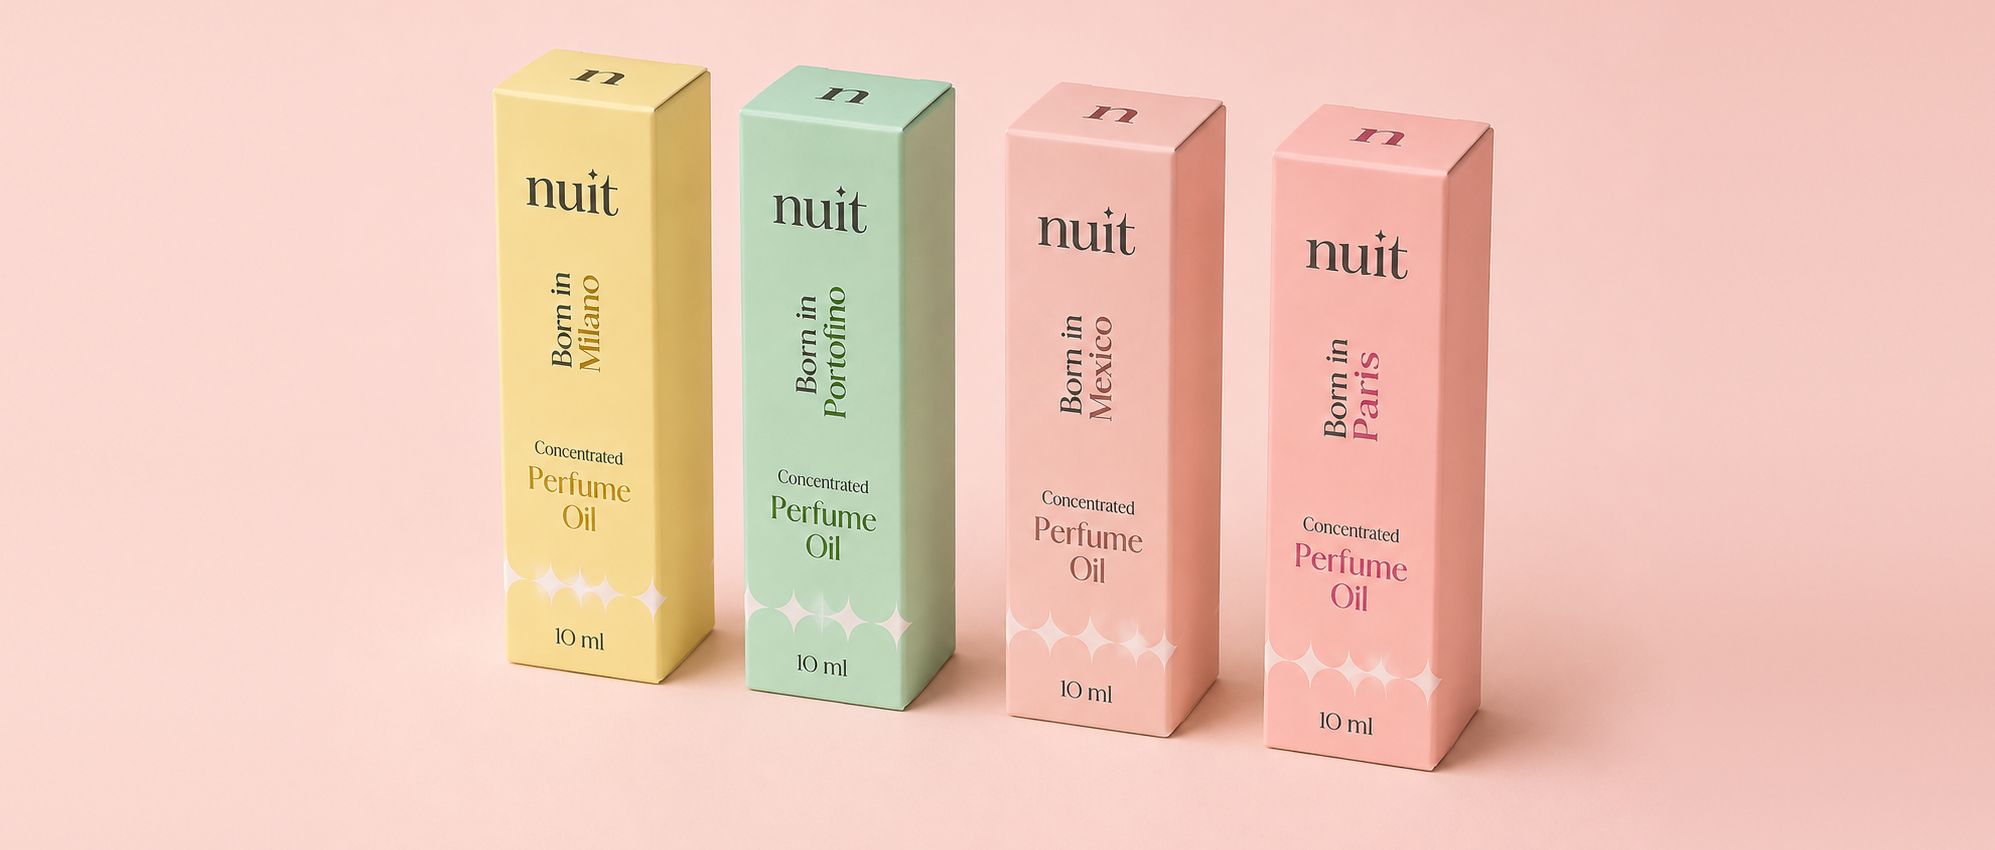 n
nuit
Born in
Milano
Concentrated
Perfume
Oil
10 ml
n
nuit
Born in
Portofino
Concentrated
Perfume
Oil
10 ml
n
nuit
Born in
Mexico
Concentrated
Perfume
Oil
10 ml
n
nuit
Born in
Paris
Concentrated
Perfume
Oil
10 ml